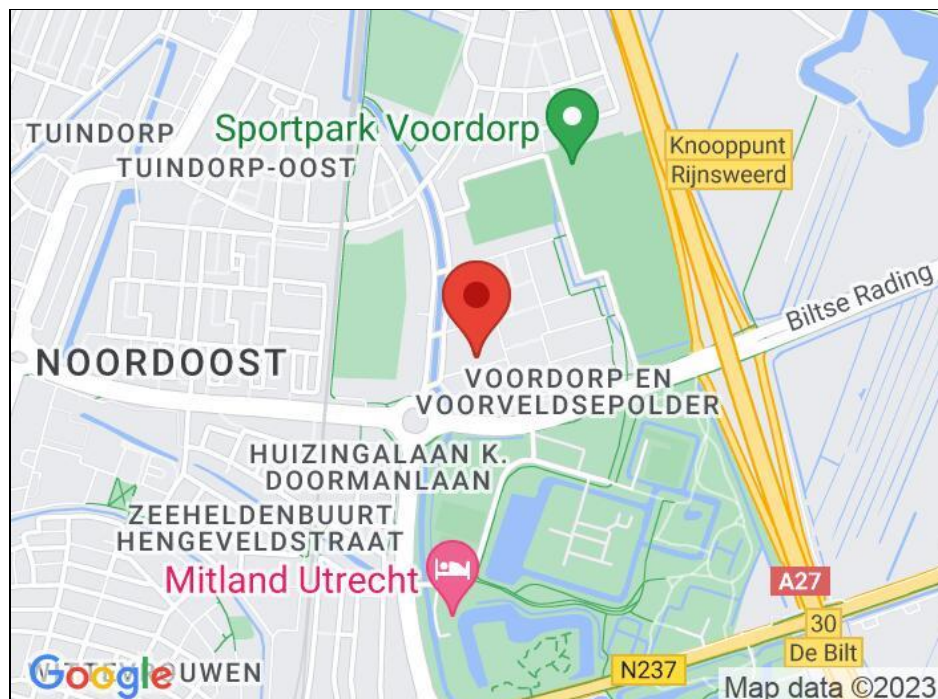 TUINDORP
Sportpark Voordorp
TUINDORP-OOST
Knooppunt
Rijnsweerd
Biltse Rading
NOORDOOST
VOORDORP EN
VOORVELDSEPOLDER
HUIZINGALAAN K.
DOORMANLAAN
ZEEHELDENBUURT
HENGEVELDSTRAAT
Mitland Utrecht
A27
30
De Bilt
N237
WITTEVROUWEN
Google
Map data ©2023